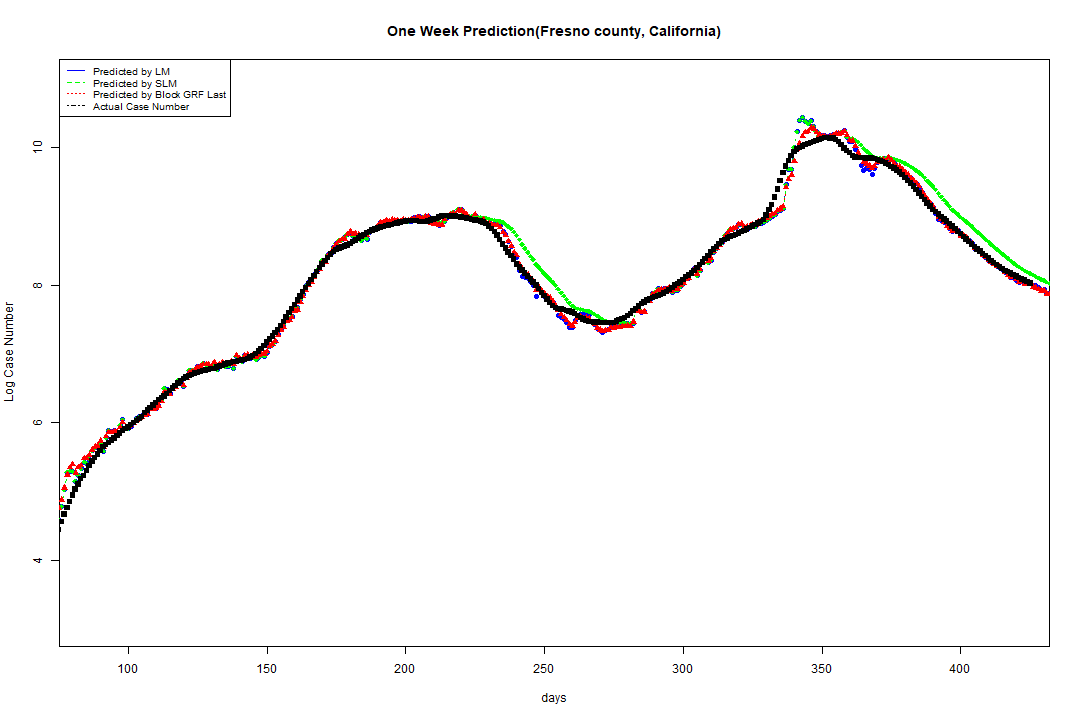 One Week Prediction(Fresno county, California)
Predicted by LM
Predicted by SLM
Predicted by Block GRF Last
Actual Case Number
10
8
6
4
Log Case Number
100 150 200 250 300 350 400
days